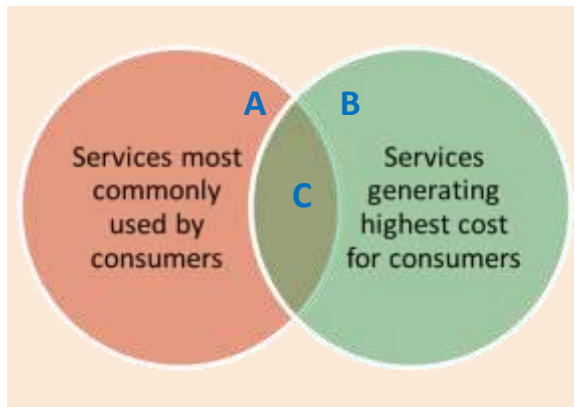 A
B
Services most
commonly
used by
consumers
C
Services
generating
highest cost
for consumers